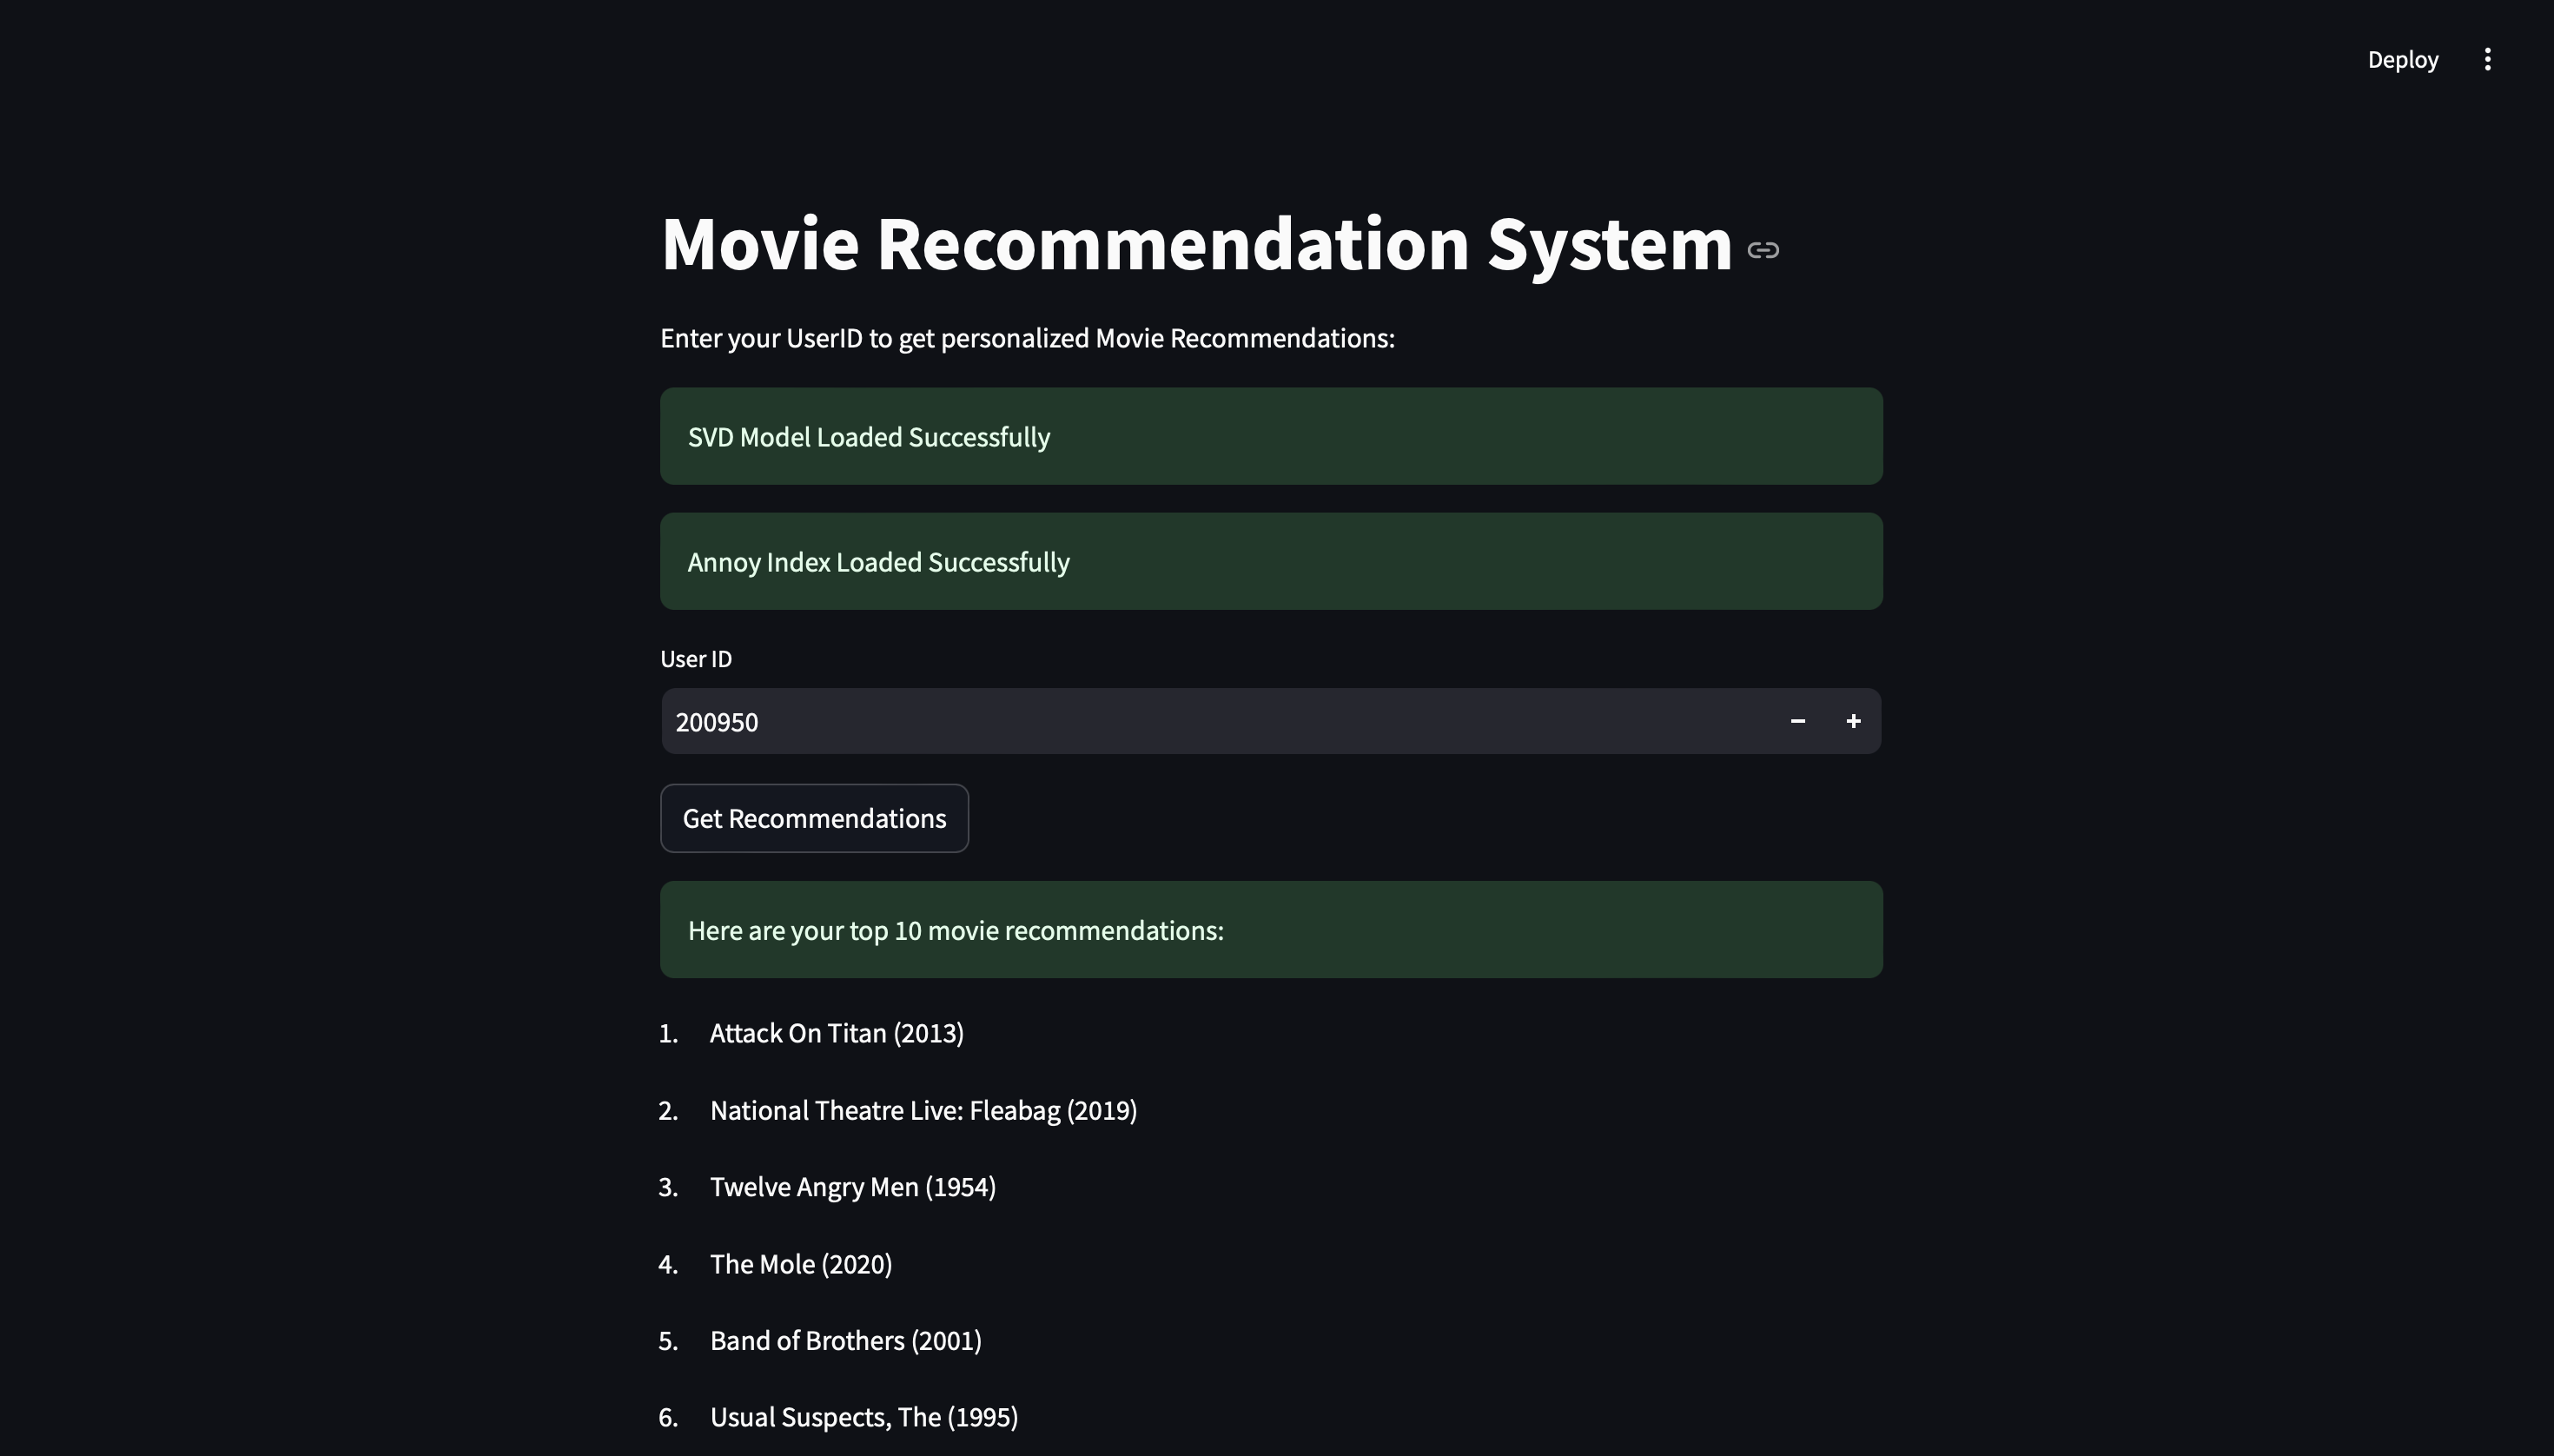 Deploy
Movie Recommendation System
Enter your UserID to get personalized Movie Recommendations:
SVD Model Loaded Successfully
Annoy Index Loaded Successfully
User ID
200950
Get Recommendations
Here are your top 10 movie recommendations:
1. Attack On Titan (2013)
2. National Theatre Live: Fleabag (2019)
3. Twelve Angry Men (1954)
4. The Mole (2020)
5. Band of Brothers (2001)
6. Usual Suspects, The (1995)